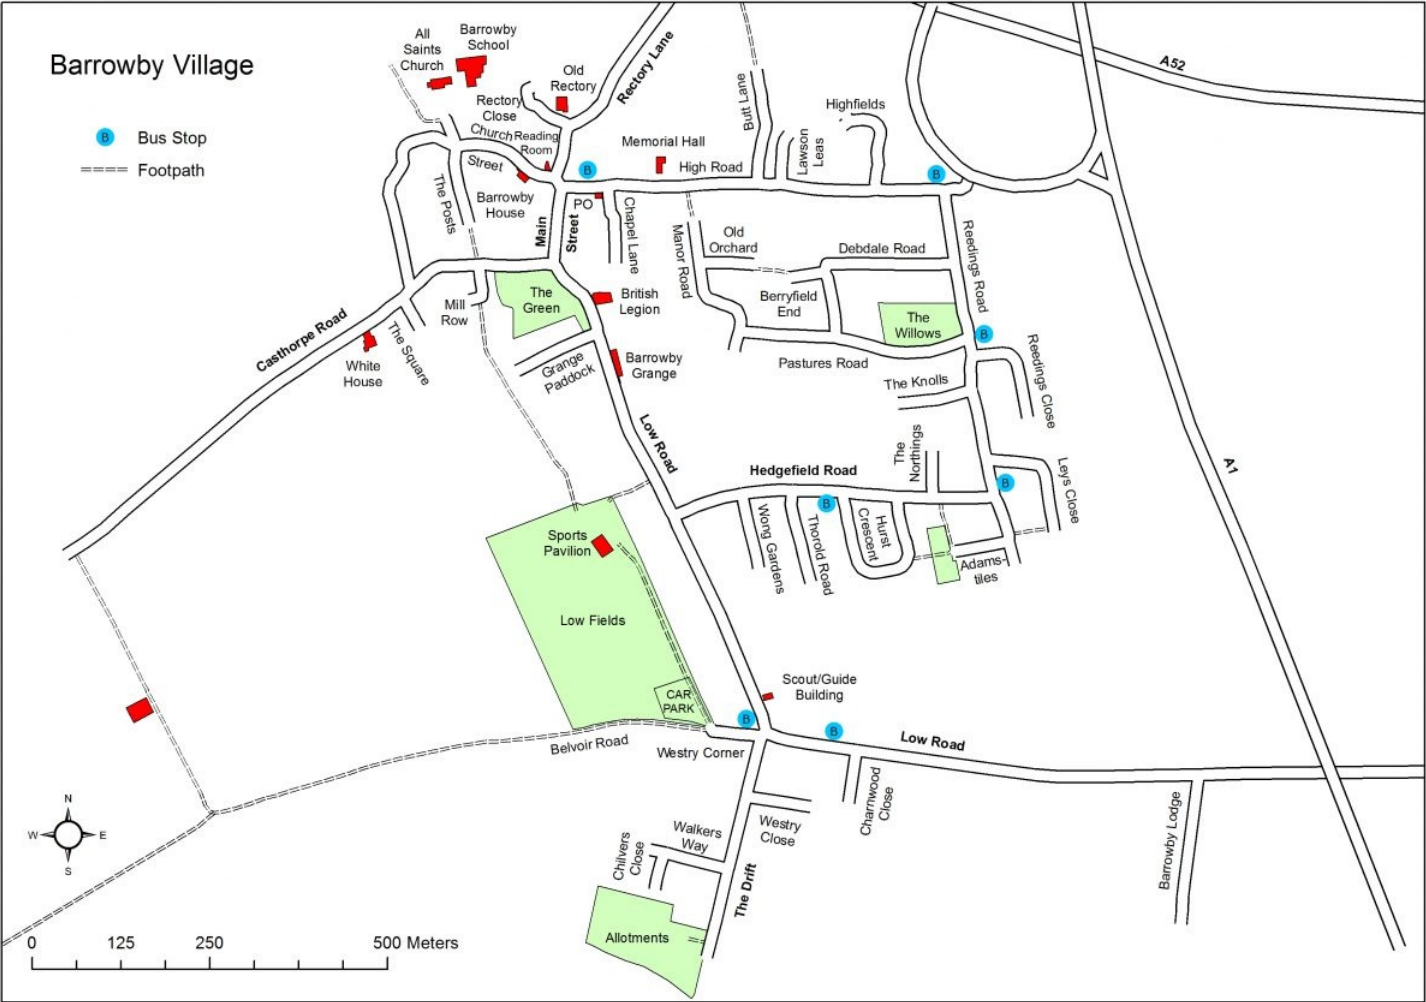 Barrowby Village
B Bus Stop
Footpath
All
Saints
Church
Barrowby
School
Old
Rectory
Rectory Lane
Rectory
Close
Church
Street
Reading
Room
B
Memorial Hall
High Road
Butt Lane
Lawson
Leas
Highfields
B
A52
The Posts
Barrowby
House
PO
Main
Street
Chapel Lane
Manor Road
Old
Orchard
Debdale Road
Reedings Road
Mill
Row
The
Green
British
Legion
Berryfield
End
The
Willows
B
Casthorpe Road
White
House
The Square
Grange
Paddock
Barrowby
Grange
Pastures Road
The Knolls
Reedings Close
Low Road
Hedgefield Road
The
Northings
B
Leys Close
A1
B
Wong Gardens
Thorold Road
Hurst
Crescent
Adams-
tiles
Sports
Pavilion
Low Fields
CAR
PARK
Scout/Guide
Building
B
B
Low Road
Belvoir Road
Westry Corner
Charnwood
Close
Barrowby Lodge
Westry
Close
Walkers
Way
Chilvers
Close
The Drift
Allotments
N
W E
S
0 125 250 500 Meters